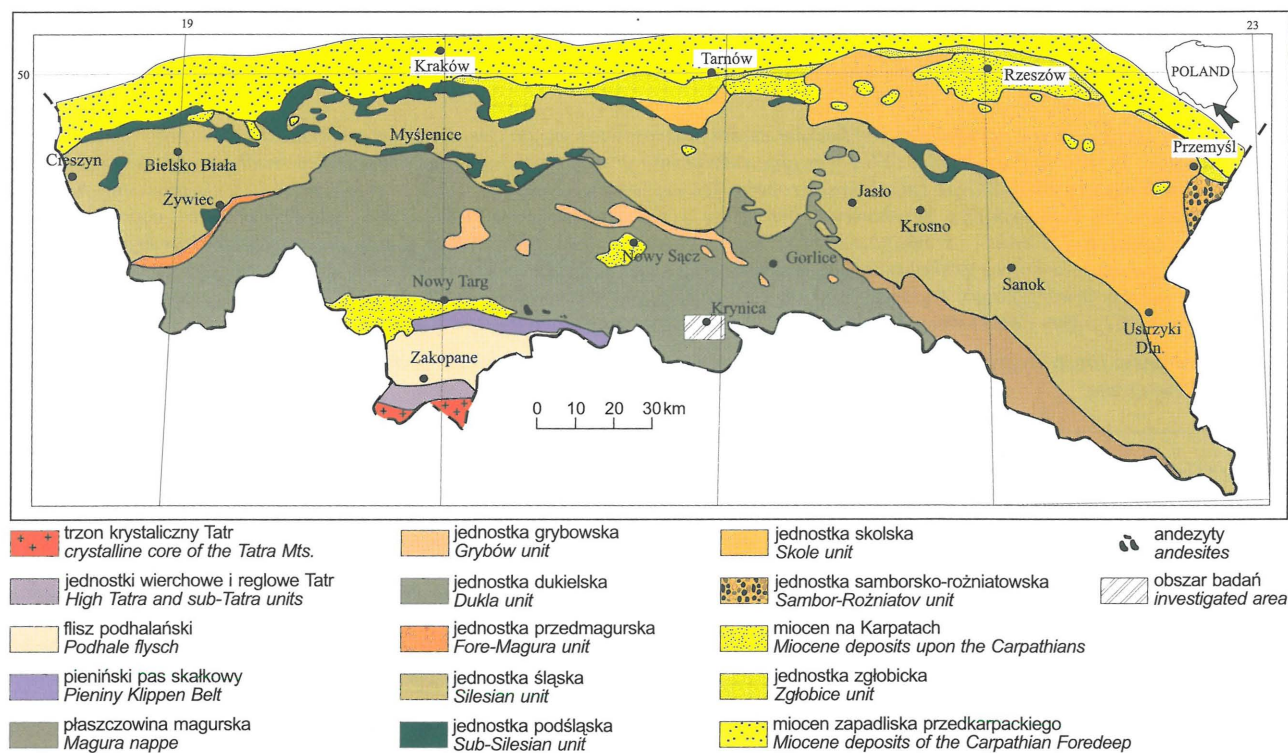 19
23
50
Kraków
Tarnów
Rzeszów
POLAND
Myślenice
Przemyśl
Cieszyn
Bielsko Biała
Żywiec
Jasło
Krosno
Nowy Sącz
Gorlice
Sanok
Nowy Targ
Krynica
Ustrzyki
Dln.
Zakopane
0 10 20 30 km
trzon krystaliczny Tatr
crystalline core of the Tatra Mts.
jednostki wierchowe i reglowe Tatr
High Tatra and sub-Tatra units
flisz podhalański
Podhale flysch
pieniński pas skałkowy
Pieniny Klippen Belt
płaszczowina magurska
Magura nappe
jednostka grybowska
Grybów unit
jednostka dukielska
Dukla unit
jednostka przedmagurska
Fore-Magura unit
jednostka śląska
Silesian unit
jednostka podśląska
Sub-Silesian unit
jednostka skolska
Skole unit
jednostka samborsko-rożniatowska
Sambor-Rożniatov unit
miocen na Karpatach
Miocene deposits upon the Carpathians
jednostka zgłobicka
Zgłobice unit
miocen zapadliska przedkarpackiego
Miocene deposits of the Carpathian Foredeep
andezyty
andesites
obszar badań
investigated area